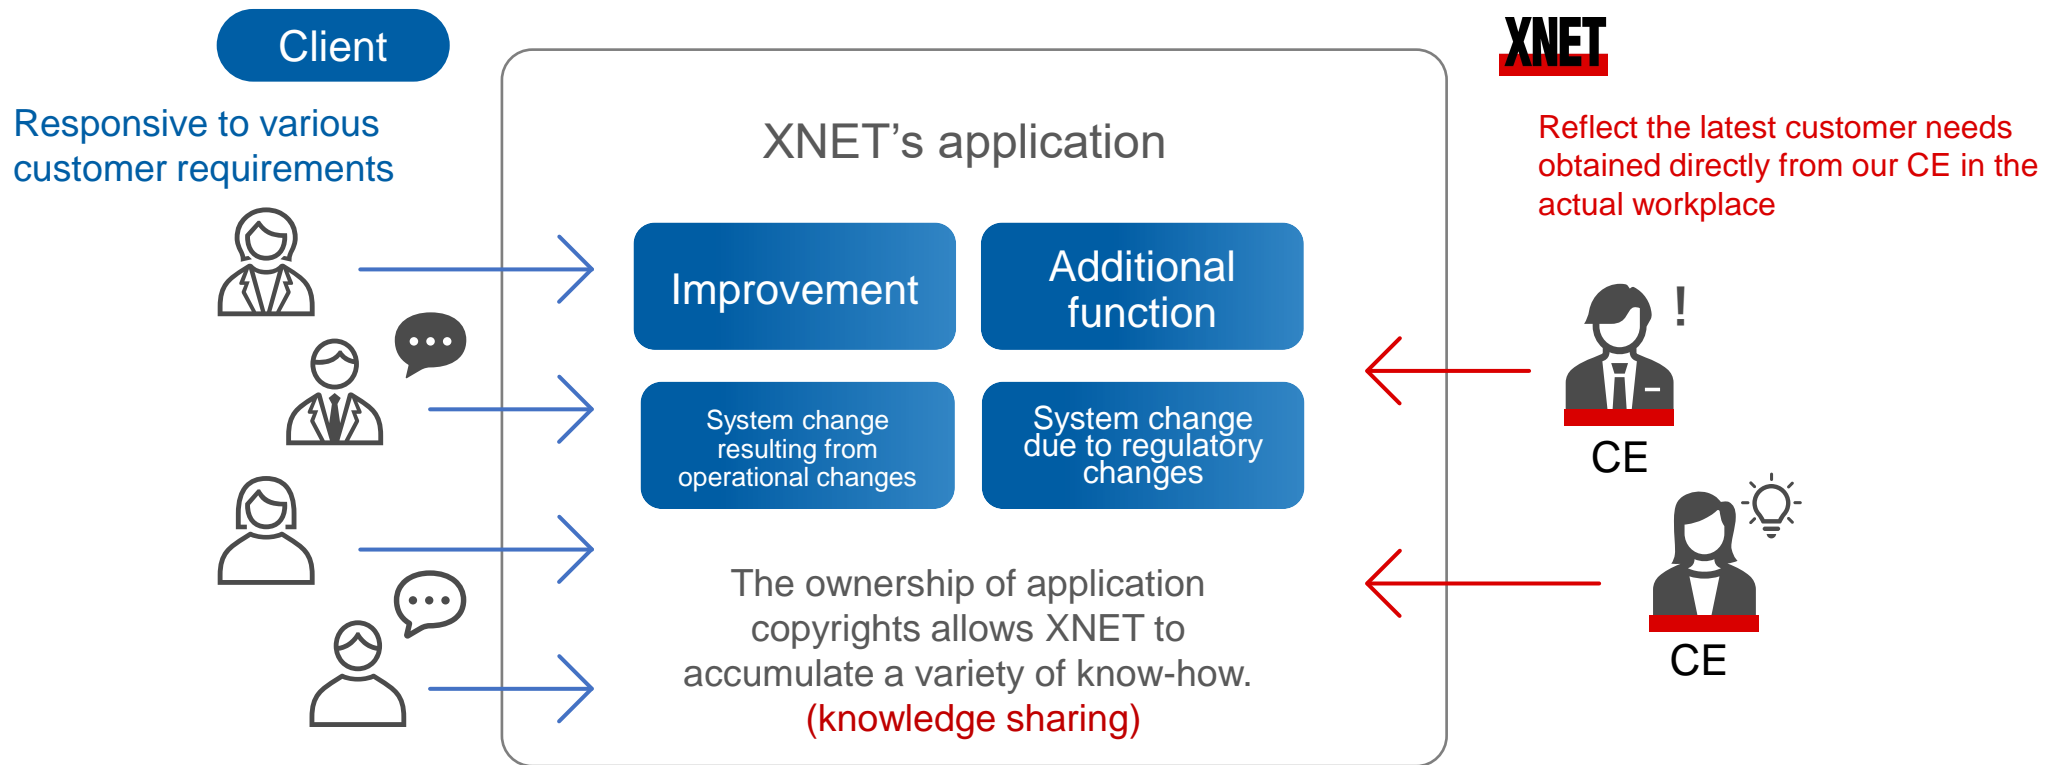 Client
Responsive to various
customer requirements
XNET’s application
Improvement
Additional
function
System change
resulting from
operational changes
System change
due to regulatory
changes
The ownership of application
copyrights allows XNET to
accumulate a variety of know-how.
(knowledge sharing)
XNET
Reflect the latest customer needs
obtained directly from our CE in the
actual workplace
!
CE
CE